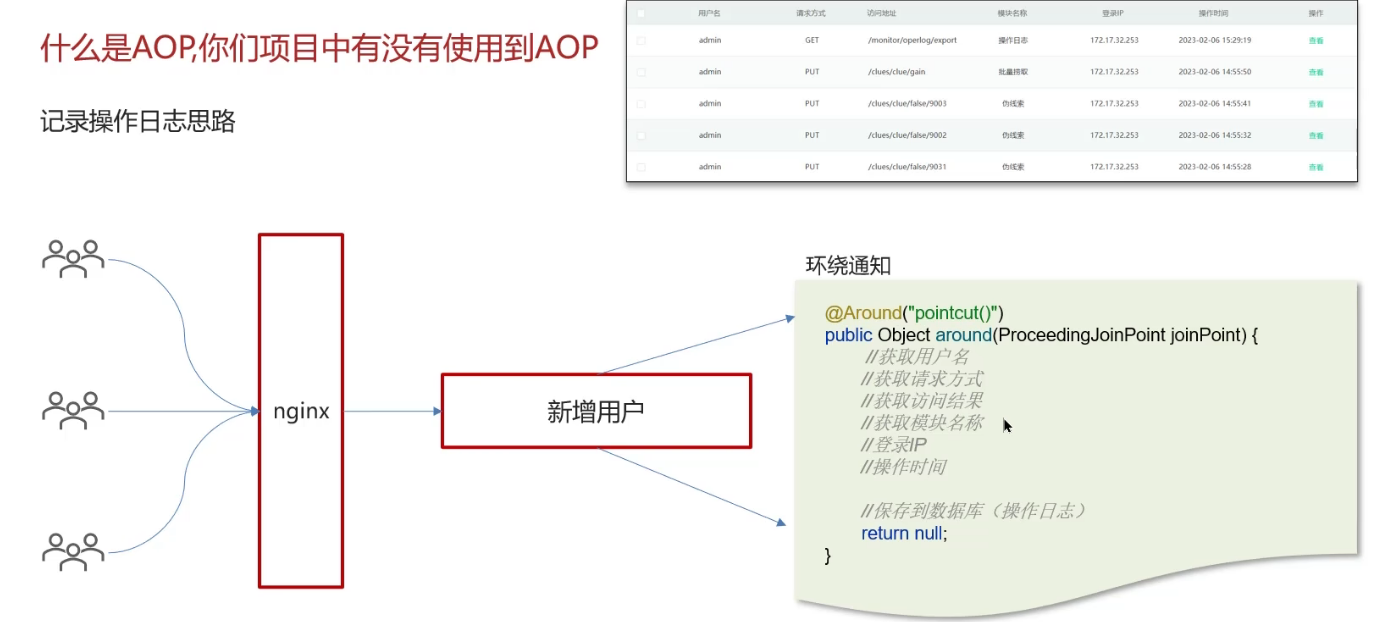 什么是AOP,你们项目中有没有使用到AOP
记录操作日志思路
用户名 请求方式 访问地址 模块名称 登录IP 操作时间 操作
admin GET /monitor/operlog/export 操作日志 172.17.32.253 2023-02-06 15:29:19 查看
admin PUT /clues/clue/gain 批量捞取 172.17.32.253 2023-02-06 14:55:50 查看
admin PUT /clues/clue/false/9003 伪线索 172.17.32.253 2023-02-06 14:55:41 查看
admin PUT /clues/clue/false/9002 伪线索 172.17.32.253 2023-02-06 14:55:32 查看
admin PUT /clues/clue/false/9031 伪线索 172.17.32.253 2023-02-06 14:55:28 查看
nginx
新增用户
环绕通知
@Around("pointcut()")
public Object around(ProceedingJoinPoint joinPoint) {
//获取用户名
//获取请求方式
//获取访问结果
//获取模块名称
//登录IP
//操作时间
//保存到数据库（操作日志）
return null;
}